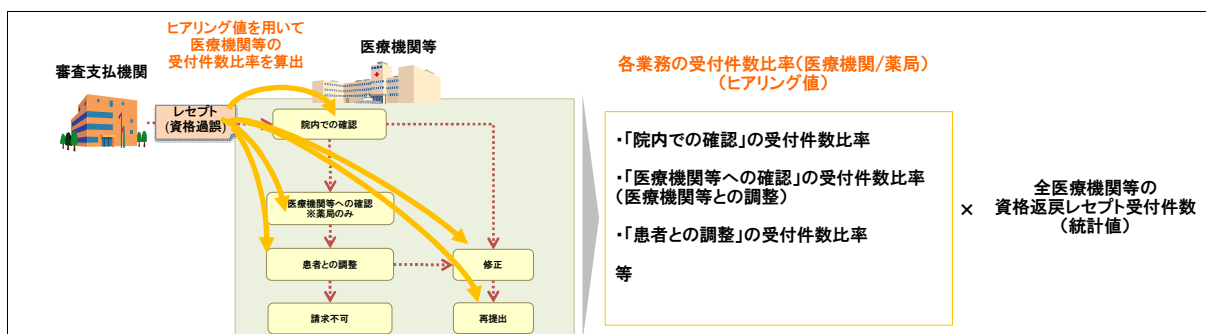 ヒアリング値を用いて
医療機関等の
受付件数比率を算出
医療機関等
審査支払機関
レセプト
(資格過誤)
院内での確認
医療機関等への確認
※薬局のみ
患者との調整
修正
請求不可
再提出
各業務の受付件数比率(医療機関/薬局)
(ヒアリング値)
・「院内での確認」の受付件数比率
・「医療機関等への確認」の受付件数比率
(医療機関等との調整)
・「患者との調整」の受付件数比率
等
×
全医療機関等の
資格返戻レセプト受付件数
(統計値)